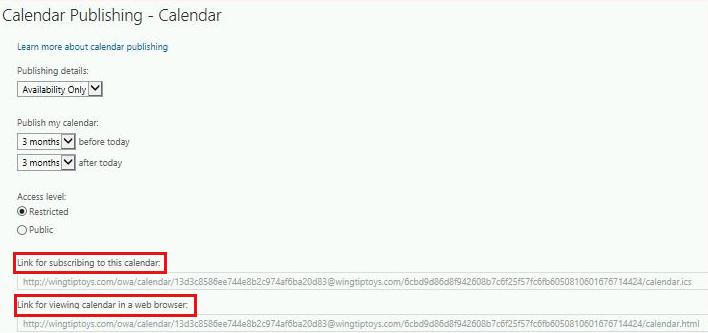 Calendar Publishing - Calendar
Learn more about calendar publishing
Publishing details:
Availability Only
Publish my calendar:
3 months before today
3 months after today
Access level:
Restricted
Public
Link for subscribing to this calendar:
http://wingtiptoys.com/owa/calendar/13d3c8586ee744e8b2c974af6ba20d83@wingtiptoys.com/6cbd9d86d8f942608b7c6f25f57fc6fb6050810601676714424/calendar.ics
Link for viewing calendar in a web browser:
http://wingtiptoys.com/owa/calendar/13d3c8586ee744e8b2c974af6ba20d83@wingtiptoys.com/6cbd9d86d8f942608b7c6f25f57fc6fb6050810601676714424/calendar.html